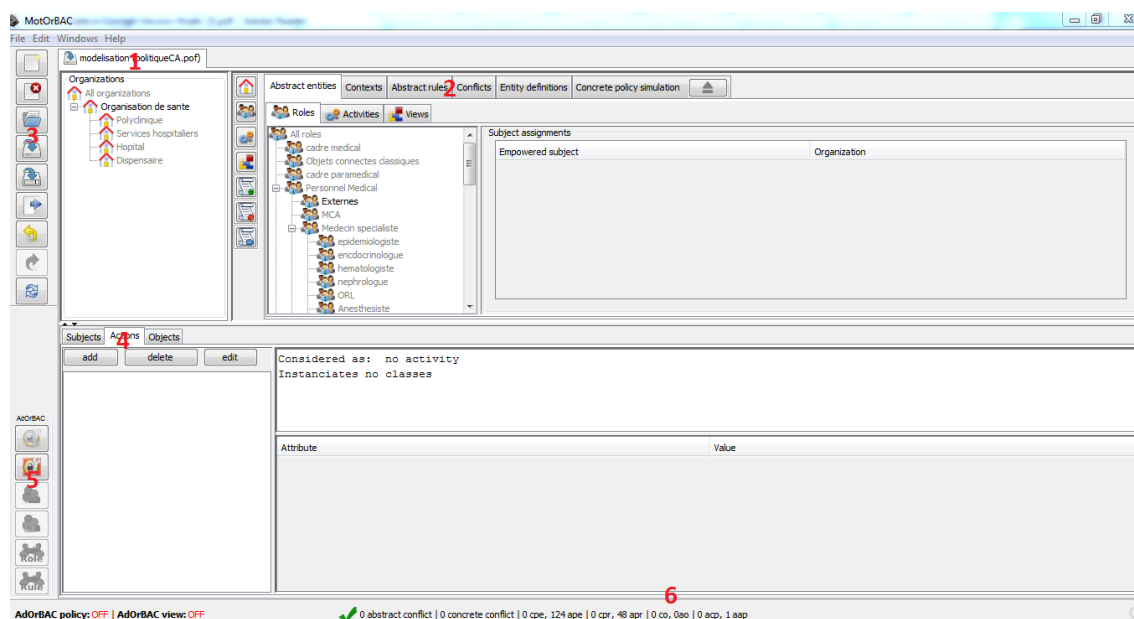 MotOrBAC
File Edit Windows Help
modelisation (politiqueCA.pof)
1
Organizations
All organizations
Organisation de sante
Polyclinique
Services hospitaliers
Hopital
Dispensaire
Abstract entities Contexts Abstract rules Conflicts Entity definitions Concrete policy simulation
2
Roles Activities Views
All roles
cadre medical
Objets connectes classiques
cadre paramedical
Personnel Medical
Externes
MCA
Medecin specialiste
epidemiologiste
encdocrinologue
hematologiste
nephrologue
ORL
Anesthesiste
Subject assignments
Empowered subject Organization
3
Subjects Actions Objects
4
add delete edit
Considered as: no activity
Instanciates no classes
Attribute Value
AdOrBAC
5
Role
Rule
6
AdOrBAC policy: OFF | AdOrBAC view: OFF
0 abstract conflict | 0 concrete conflict | 0 cpe, 124 ape | 0 cpr, 48 apr | 0 co, 0ao | 0 acp, 1 aap